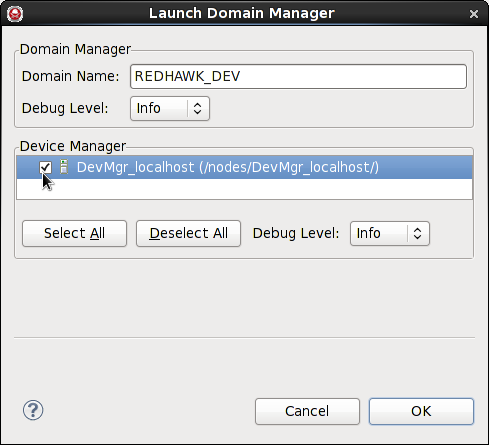 Launch Domain Manager
Domain Manager
Domain Name: REDHAWK_DEV
Debug Level: Info
Device Manager
DevMgr_localhost (/nodes/DevMgr_localhost/)
Select All Deselect All Debug Level: Info
? Cancel OK